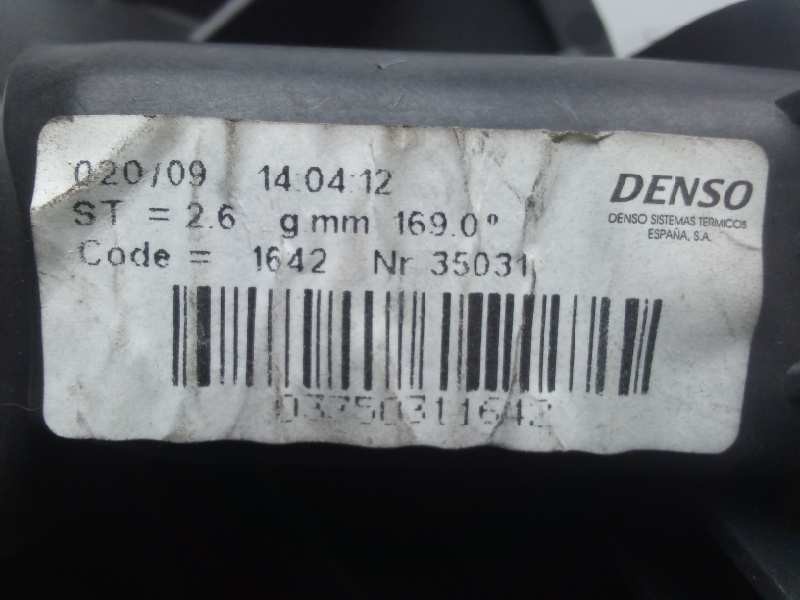 020/09 14:04:12
ST = 2.6 g.mm 169.0°
Code = 1642 Nr 35031
DENSO
DENSO SISTEMAS TERMICOS
ESPAÑA, S.A.
03750311642